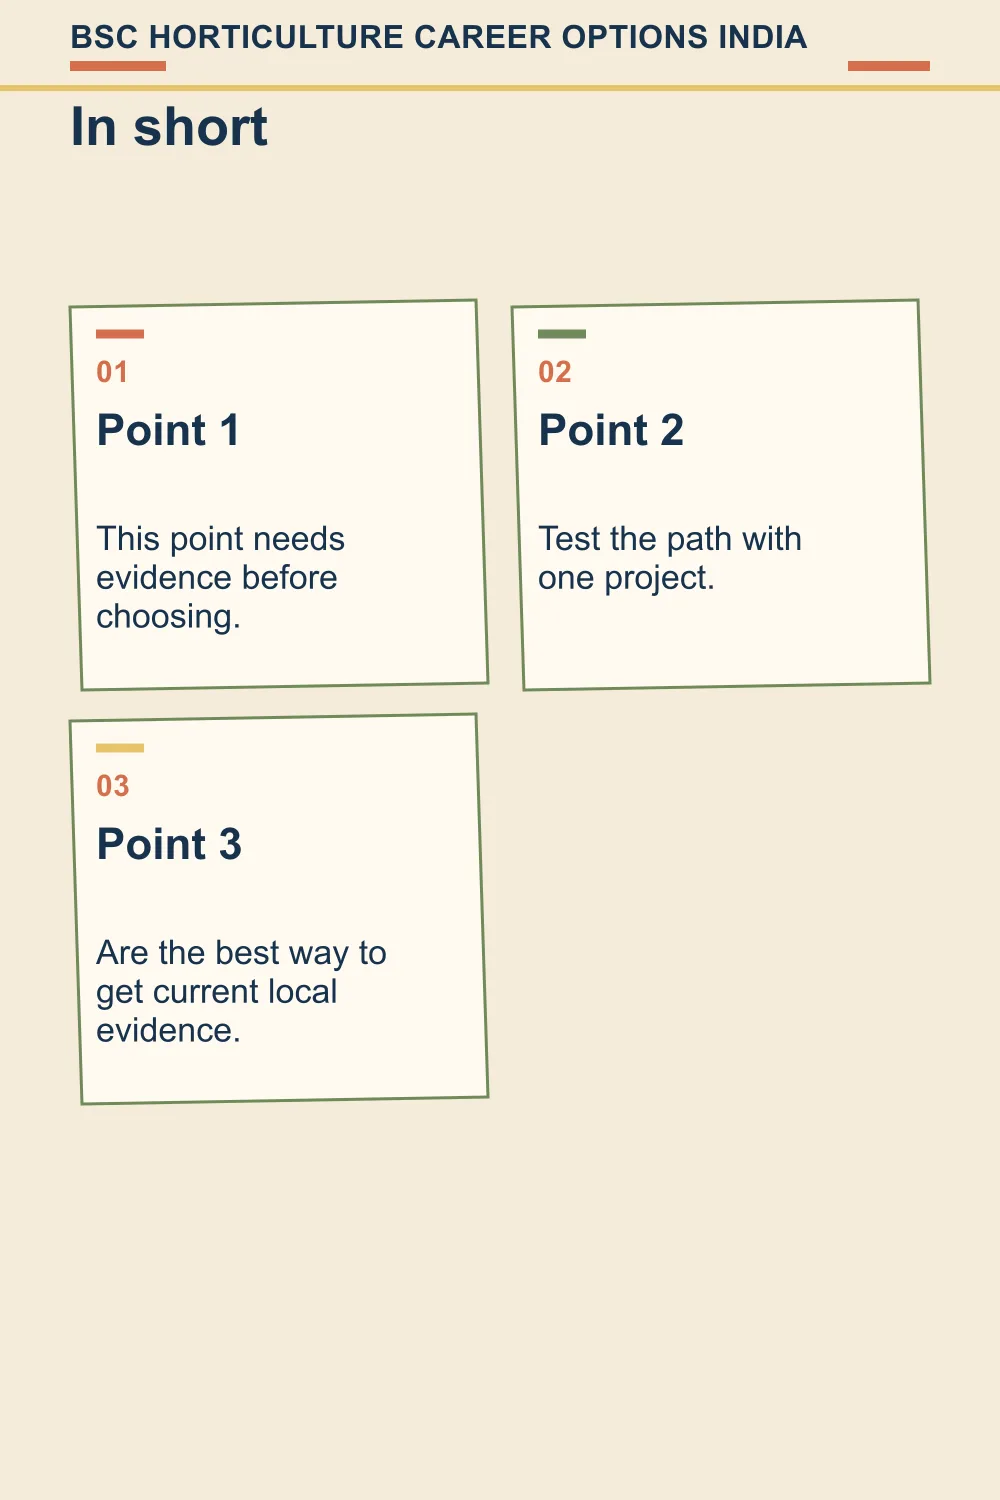 BSC HORTICULTURE CAREER OPTIONS INDIA
In short
01
Point 1
This point needs
evidence before
choosing.
02
Point 2
Test the path with
one project.
03
Point 3
Are the best way to
get current local
evidence.